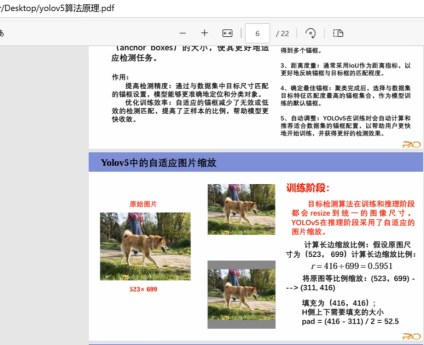 r/Desktop/yolov5算法原理.pdf
6 / 22
(anchor boxes) 的大小，使其更好地适
应检测任务。
作用：
提高检测精度：通过与数据集中目标尺寸匹配
的锚框设置，模型能够更准确地定位和分类对象。
优化训练效率：自适应的锚框减少了无效或低
效的检测匹配，提高了正样本的比例，帮助模型更
快收敛。
得到多个锚框。
3、距离度量：通常采用IoU作为距离指标，以
更好地反映锚框与目标框的匹配程度。
4、确定最佳锚框：聚类完成后，选择与数据集
目标特征匹配度最高的锚框集合，作为模型训
练的默认锚框。
5、自动调整：YOLOv5在训练时会自动计算和
推荐适合数据集的锚框配置，以帮助用户更快
地开始训练，并获得更好的检测效果。
Yolov5中的自适应图片缩放
原始图片
523× 699
训练阶段：
目标检测算法在训练和推理阶段
都会resize到统一的图像尺寸，
YOLOv5在推理阶段采用了自适应的
图片缩放。
计算长边缩放比例：假设原图尺
寸为（523， 699）计算长边缩放比例：
r = 416 ÷ 699 = 0.5951
将原图等比例缩放：(523，699) -
--> (311, 416)
填充为（416，416）；
H侧上下需要填充的大小
pad = (416 - 311) / 2 = 52.5